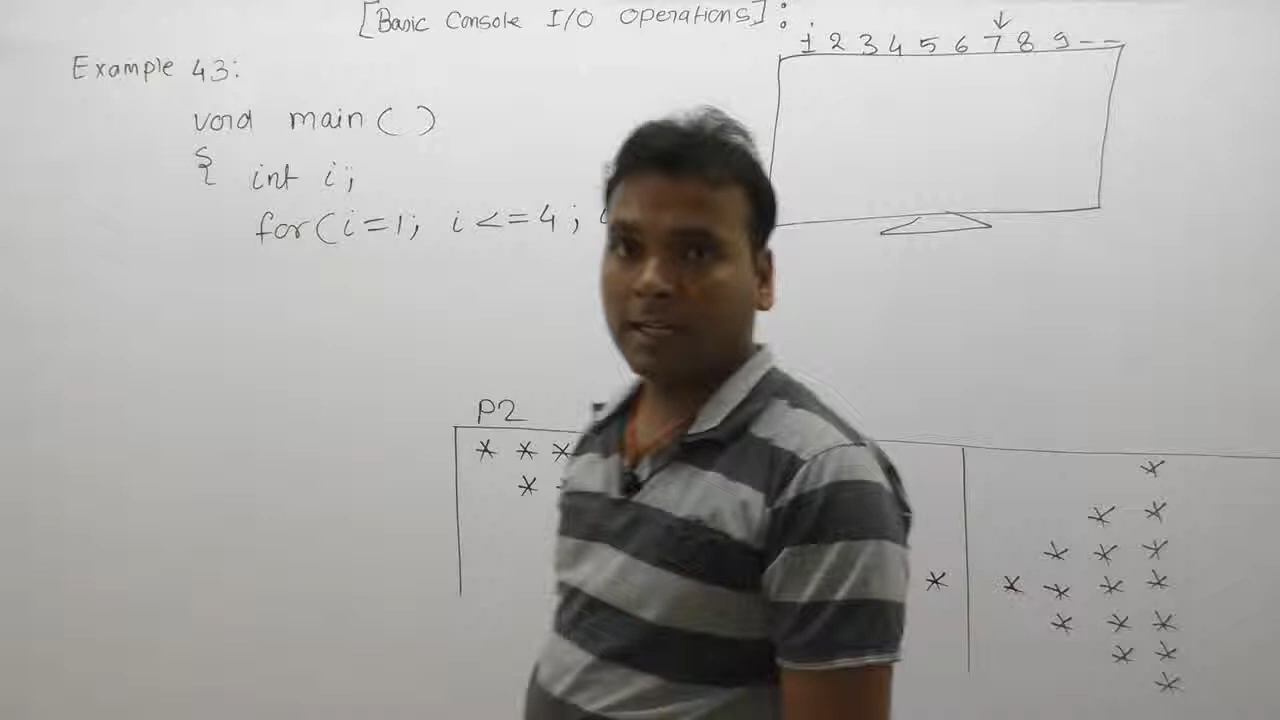 [Basic Console I/O Operations]:
1 2 3 4 5 6 7 8 9 --
Example 43:
void main ( )
{ int i;
for(i=1; i<=4;
P2
* * *
*
*
* *
* * *
* * * * *
* * *
* *
*